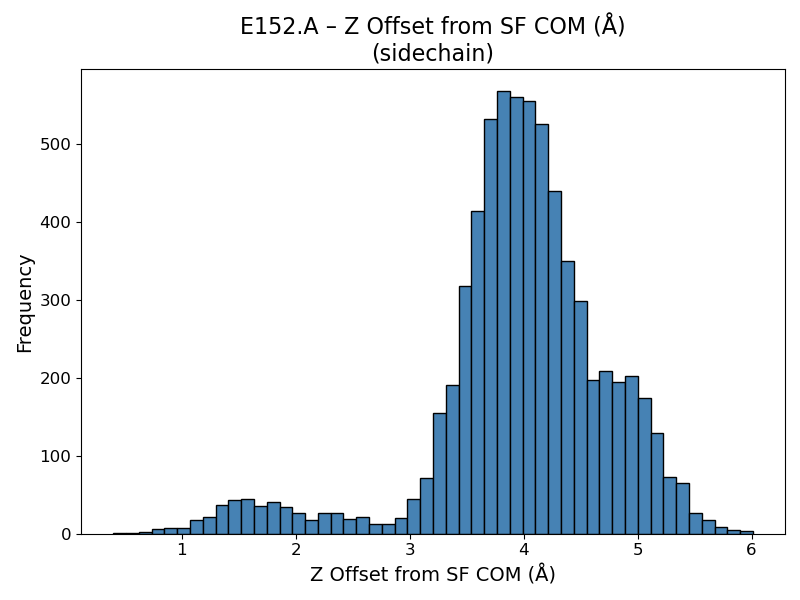 E152.A – Z Offset from SF COM (Å)
(sidechain)
Frequency
500
400
300
200
100
0
1 2 3 4 5 6
Z Offset from SF COM (Å)